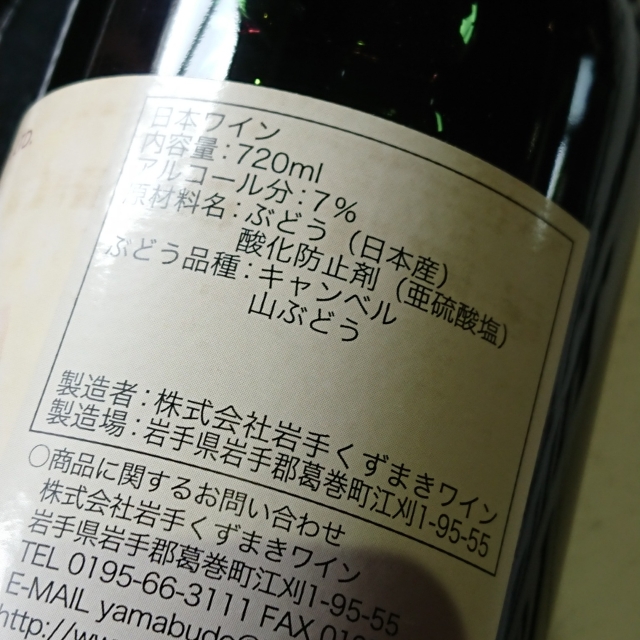 日本ワイン
内容量：720ml
アルコール分：7%
原材料名：ぶどう（日本産）
酸化防止剤（亜硫酸塩）
ぶどう品種：キャンベル
山ぶどう
製造者：株式会社岩手くずまきワイン
製造場：岩手県岩手郡葛巻町江刈1-95-55
○商品に関するお問い合わせ
株式会社岩手くずまきワイン
岩手県岩手郡葛巻町江刈1-95-55
TEL 0195-66-3111 FAX
E-MAIL yamabudo@
http://www